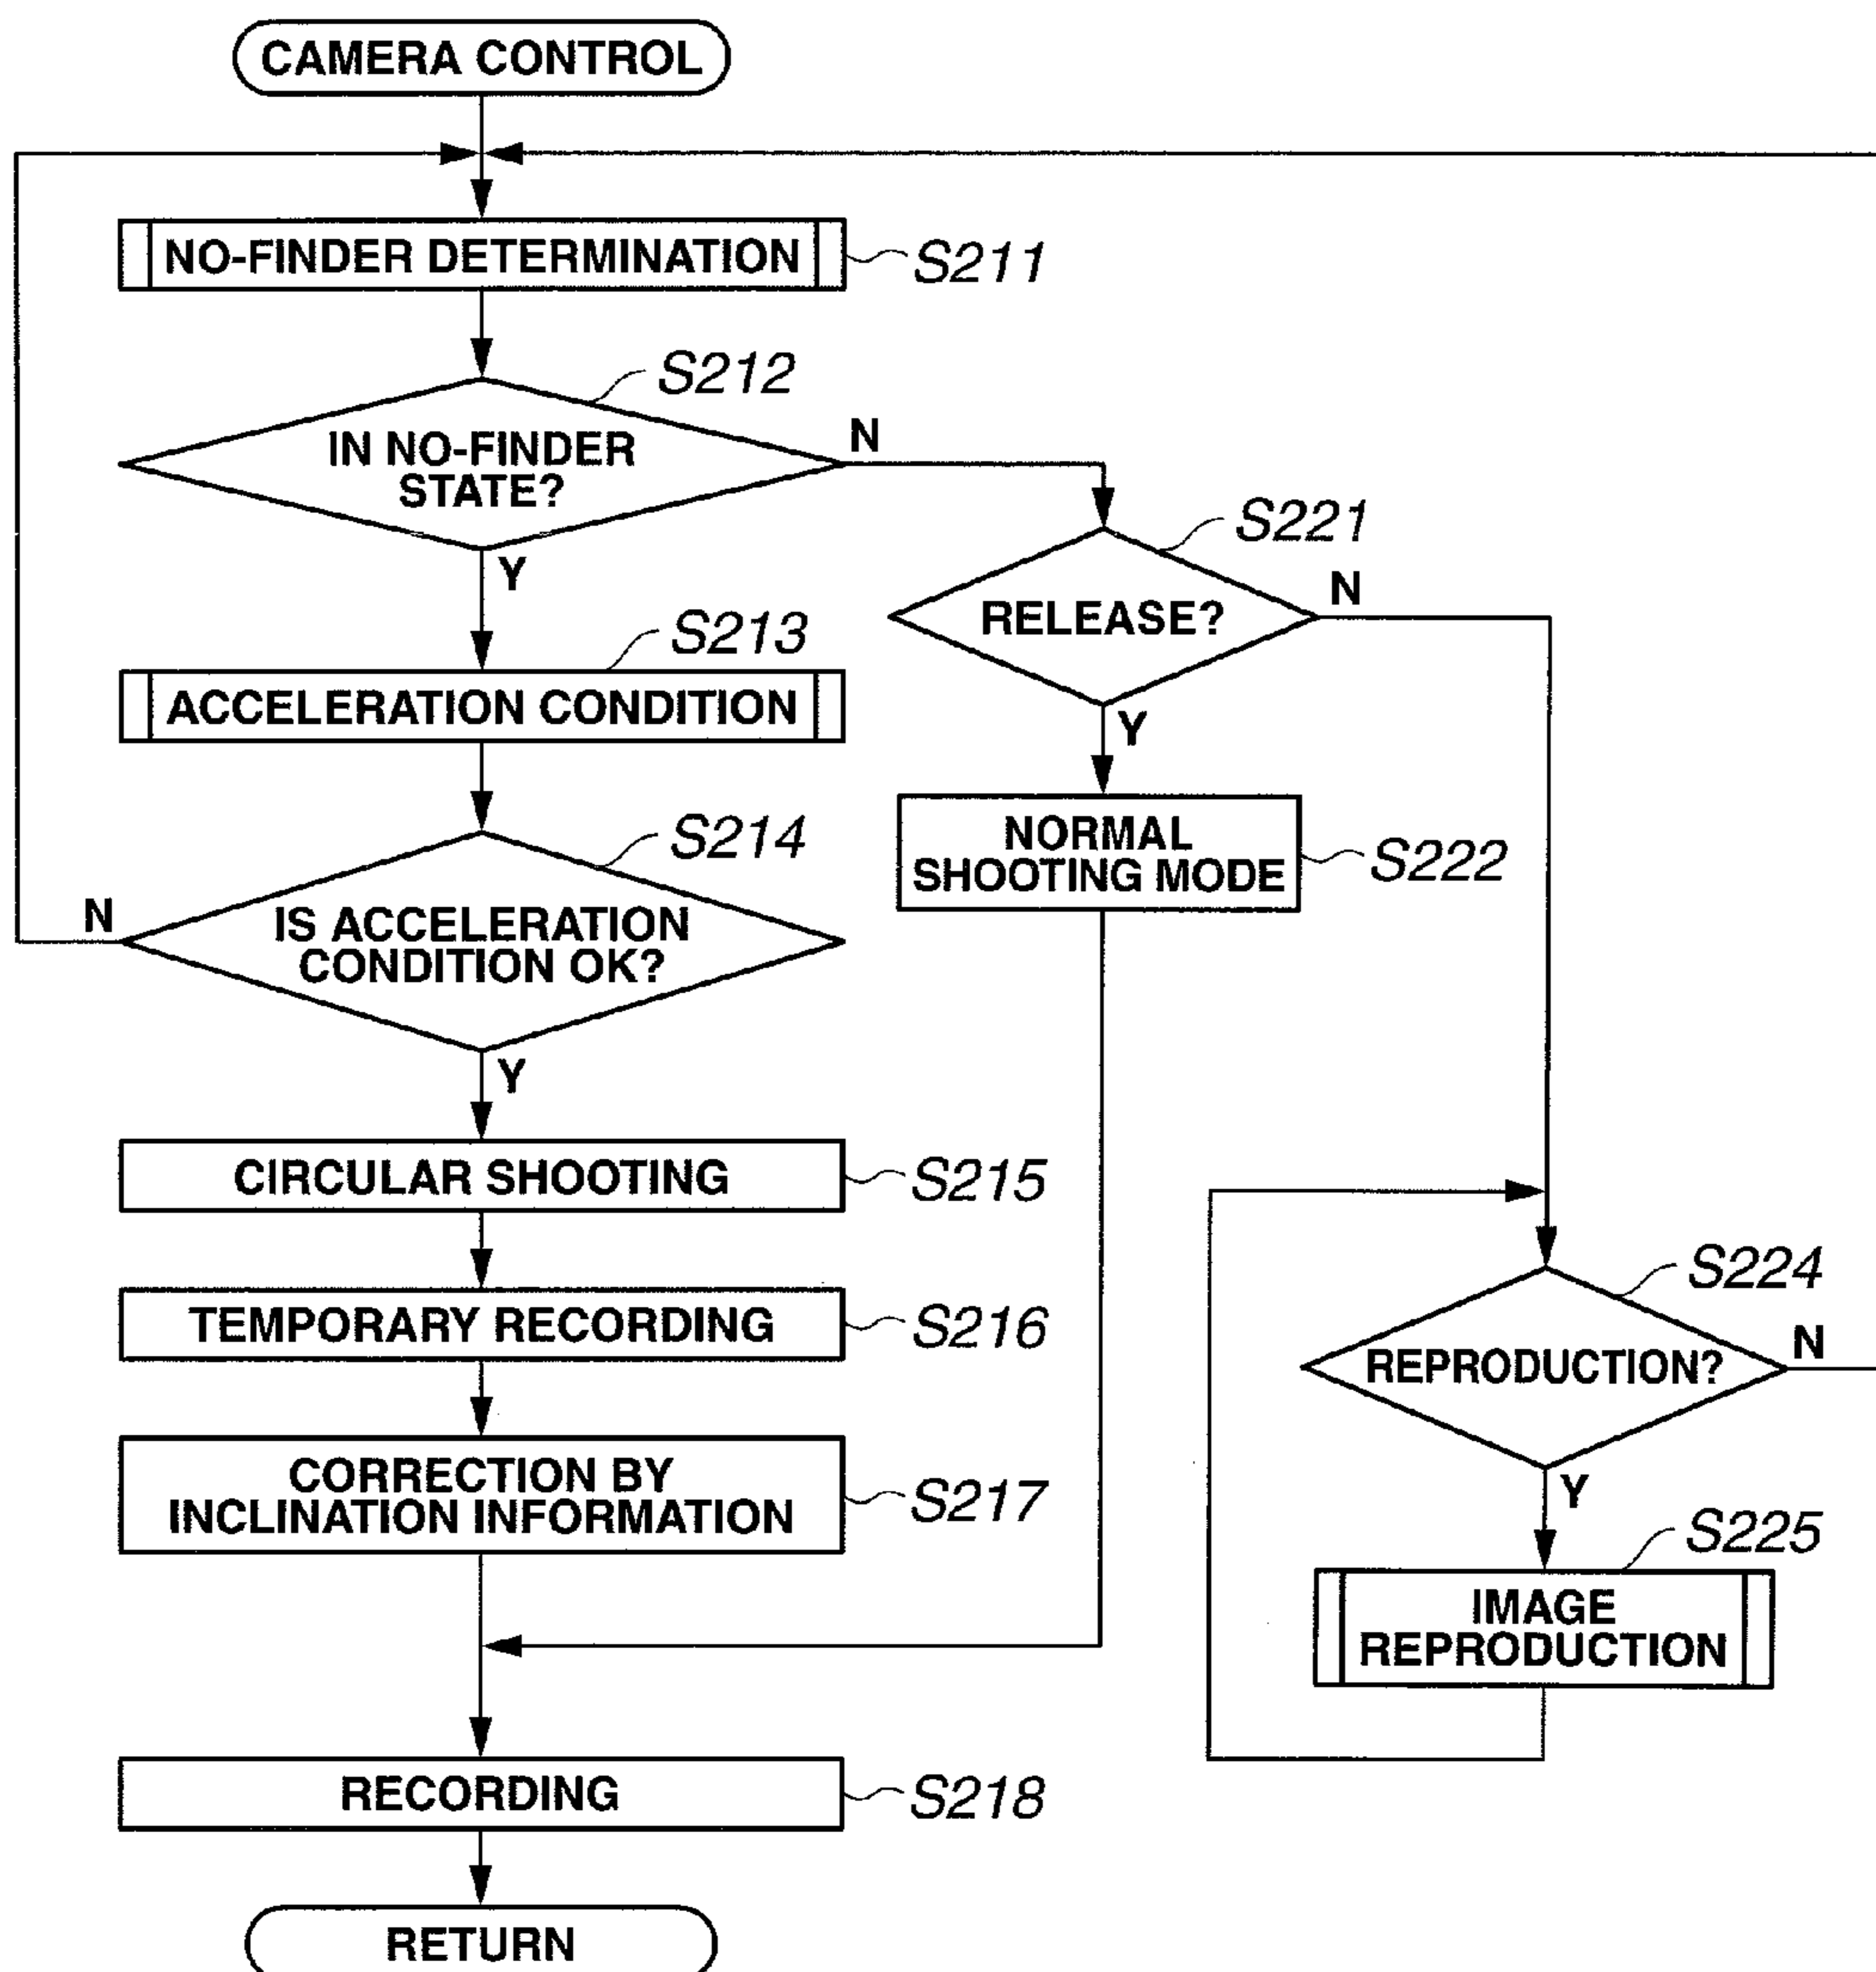 CAMERA CONTROL
NO-FINDER DETERMINATION
S211
S212
IN NO-FINDER
STATE?
N
Y
S213
ACCELERATION CONDITION
S214
N
IS ACCELERATION
CONDITION OK?
Y
CIRCULAR SHOOTING
S215
TEMPORARY RECORDING
S216
CORRECTION BY
INCLINATION INFORMATION
S217
RECORDING
S218
RETURN
S221
RELEASE?
N
Y
NORMAL
SHOOTING MODE
S222
S224
REPRODUCTION?
N
Y
S225
IMAGE
REPRODUCTION